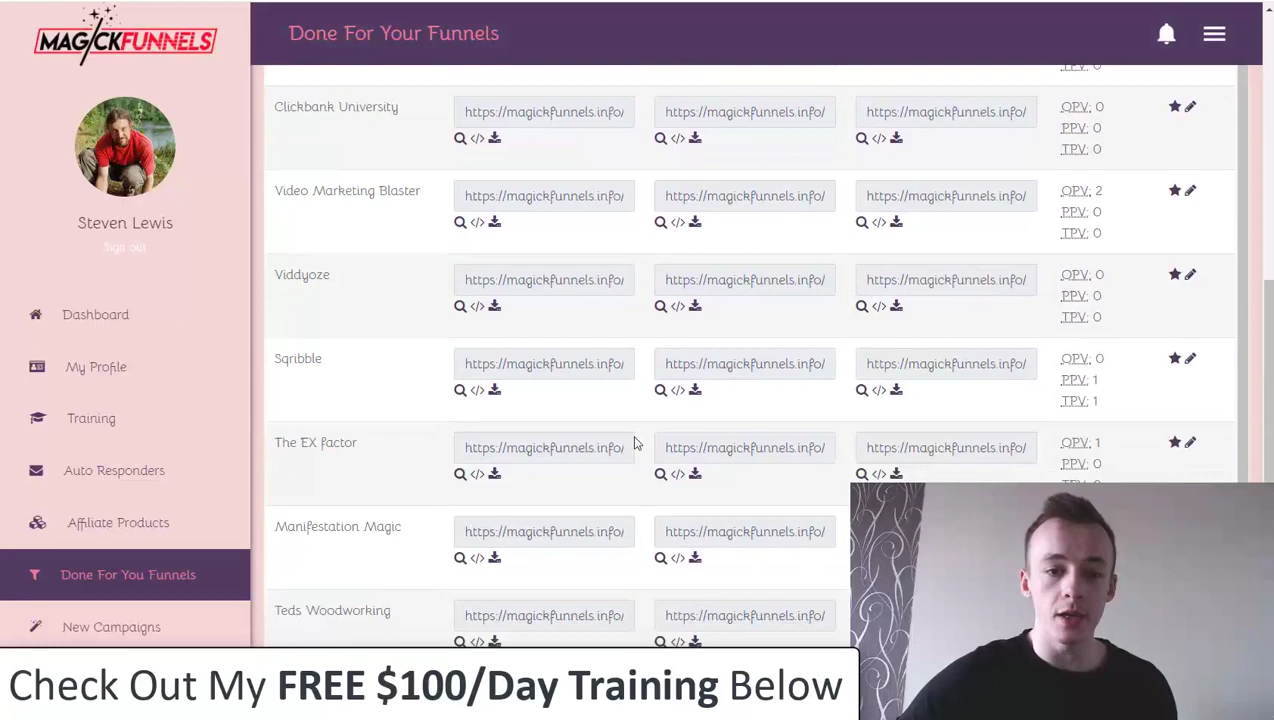 MAGICKFUNNELS
Done For Your Funnels
Steven Lewis
Sign out
Dashboard
My Profile
Training
Auto Responders
Affiliate Products
Done For You Funnels
New Campaigns
TPV: 0
Clickbank University
https://magickfunnels.info/
https://magickfunnels.info/
https://magickfunnels.info/
OPV: 0
PPV: 0
TPV: 0
Video Marketing Blaster
https://magickfunnels.info/
https://magickfunnels.info/
https://magickfunnels.info/
OPV: 2
PPV: 0
TPV: 0
Viddyoze
https://magickfunnels.info/
https://magickfunnels.info/
https://magickfunnels.info/
OPV: 0
PPV: 0
TPV: 0
Sqribble
https://magickfunnels.info/
https://magickfunnels.info/
https://magickfunnels.info/
OPV: 0
PPV: 1
TPV: 1
The EX factor
https://magickfunnels.info/
https://magickfunnels.info/
https://magickfunnels.info/
OPV: 1
PPV: 0
Manifestation Magic
https://magickfunnels.info/
https://magickfunnels.info/
Teds Woodworking
https://magickfunnels.info/
https://magickfunnels.info/
Check Out My FREE $100/Day Training Below